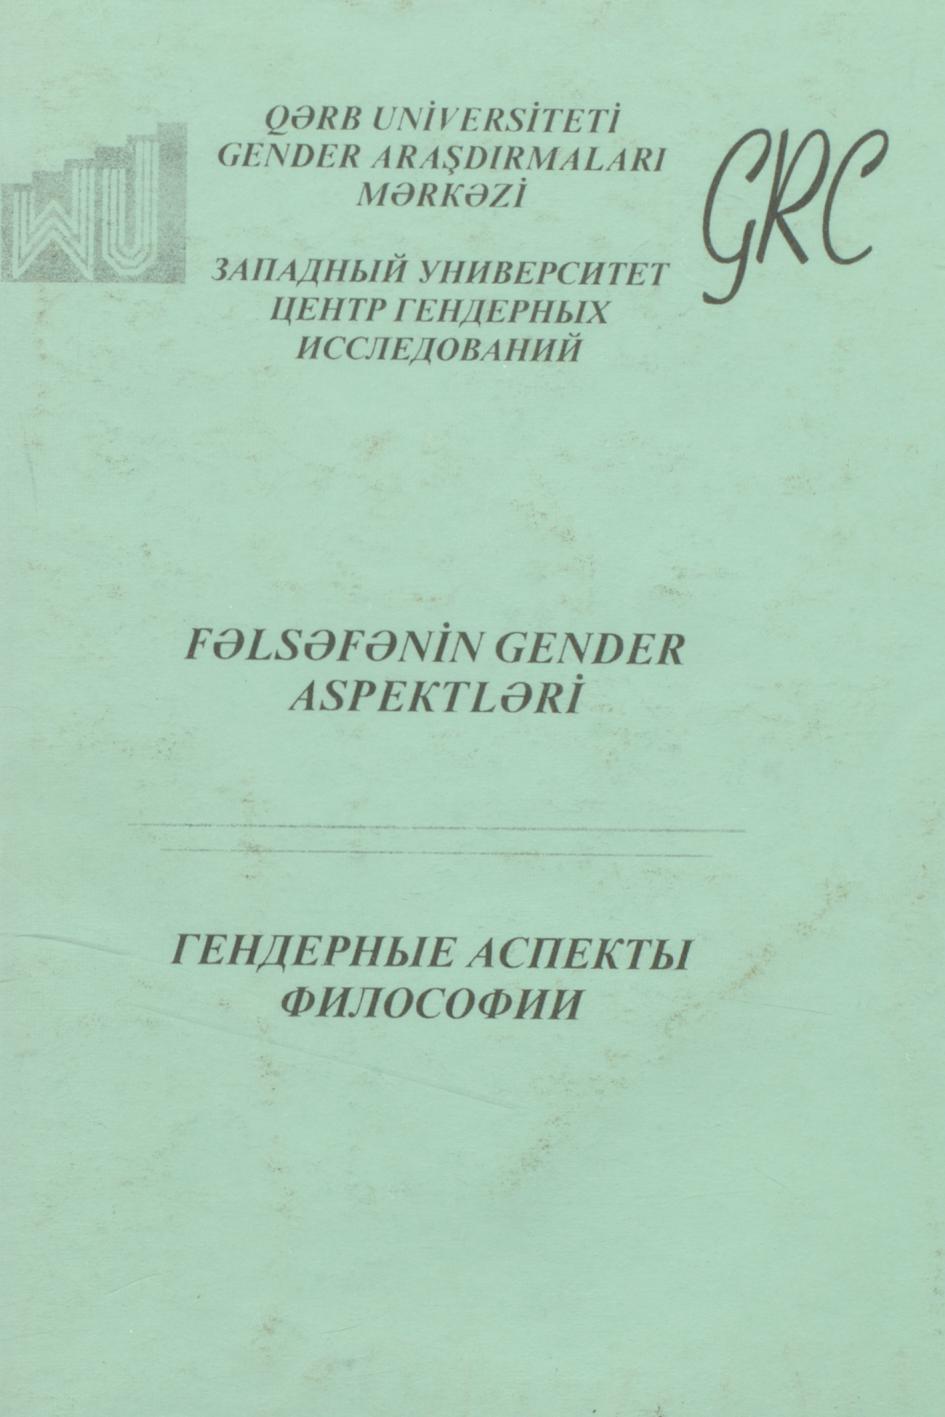 WU
QƏRB UNİVERSİTETİ
GENDER ARAŞDIRMALARI
MƏRKƏZİ
GRC
ЗАПАДНЫЙ УНИВЕРСИТЕТ
ЦЕНТР ГЕНДЕРНЫХ
ИССЛЕДОВАНИЙ
FƏLSƏFƏNİN GENDER
ASPEKTLƏRİ
ГЕНДЕРНЫЕ АСПЕКТЫ
ФИЛОСОФИИ